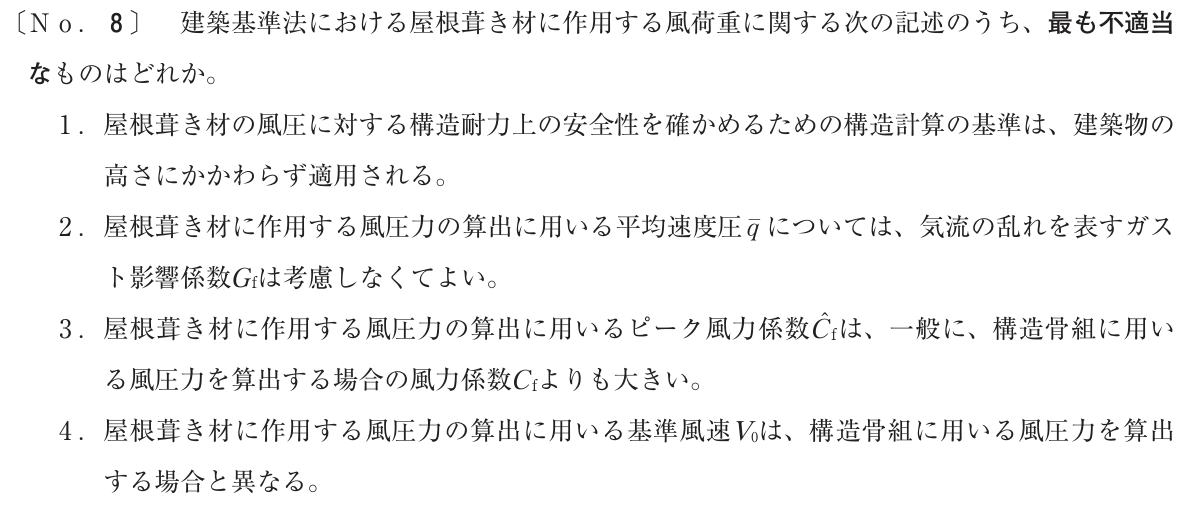 〔Ｎｏ． 8 〕　建築基準法における屋根葺き材に作用する風荷重に関する次の記述のうち、最も不適当
なものはどれか。
１．屋根葺き材の風圧に対する構造耐力上の安全性を確かめるための構造計算の基準は、建築物の
高さにかかわらず適用される。
２．屋根葺き材に作用する風圧力の算出に用いる平均速度圧q̄ については、気流の乱れを表すガス
ト影響係数Gfは考慮しなくてよい。
３．屋根葺き材に作用する風圧力の算出に用いるピーク風力係数Ĉfは、一般に、構造骨組に用い
る風圧力を算出する場合の風力係数Cfよりも大きい。
４．屋根葺き材に作用する風圧力の算出に用いる基準風速V0は、構造骨組に用いる風圧力を算出
する場合と異なる。